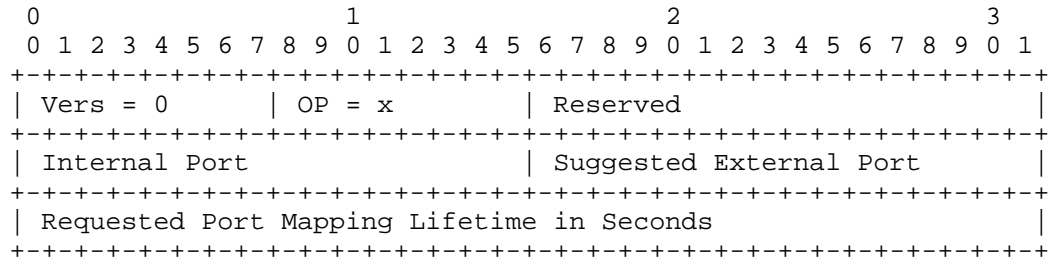 0                   1                   2                   3
 0 1 2 3 4 5 6 7 8 9 0 1 2 3 4 5 6 7 8 9 0 1 2 3 4 5 6 7 8 9 0 1
+-+-+-+-+-+-+-+-+-+-+-+-+-+-+-+-+-+-+-+-+-+-+-+-+-+-+-+-+-+-+-+-+
| Vers = 0      | OP = x        | Reserved                      |
+-+-+-+-+-+-+-+-+-+-+-+-+-+-+-+-+-+-+-+-+-+-+-+-+-+-+-+-+-+-+-+-+
| Internal Port                 | Suggested External Port       |
+-+-+-+-+-+-+-+-+-+-+-+-+-+-+-+-+-+-+-+-+-+-+-+-+-+-+-+-+-+-+-+-+
| Requested Port Mapping Lifetime in Seconds                    |
+-+-+-+-+-+-+-+-+-+-+-+-+-+-+-+-+-+-+-+-+-+-+-+-+-+-+-+-+-+-+-+-+